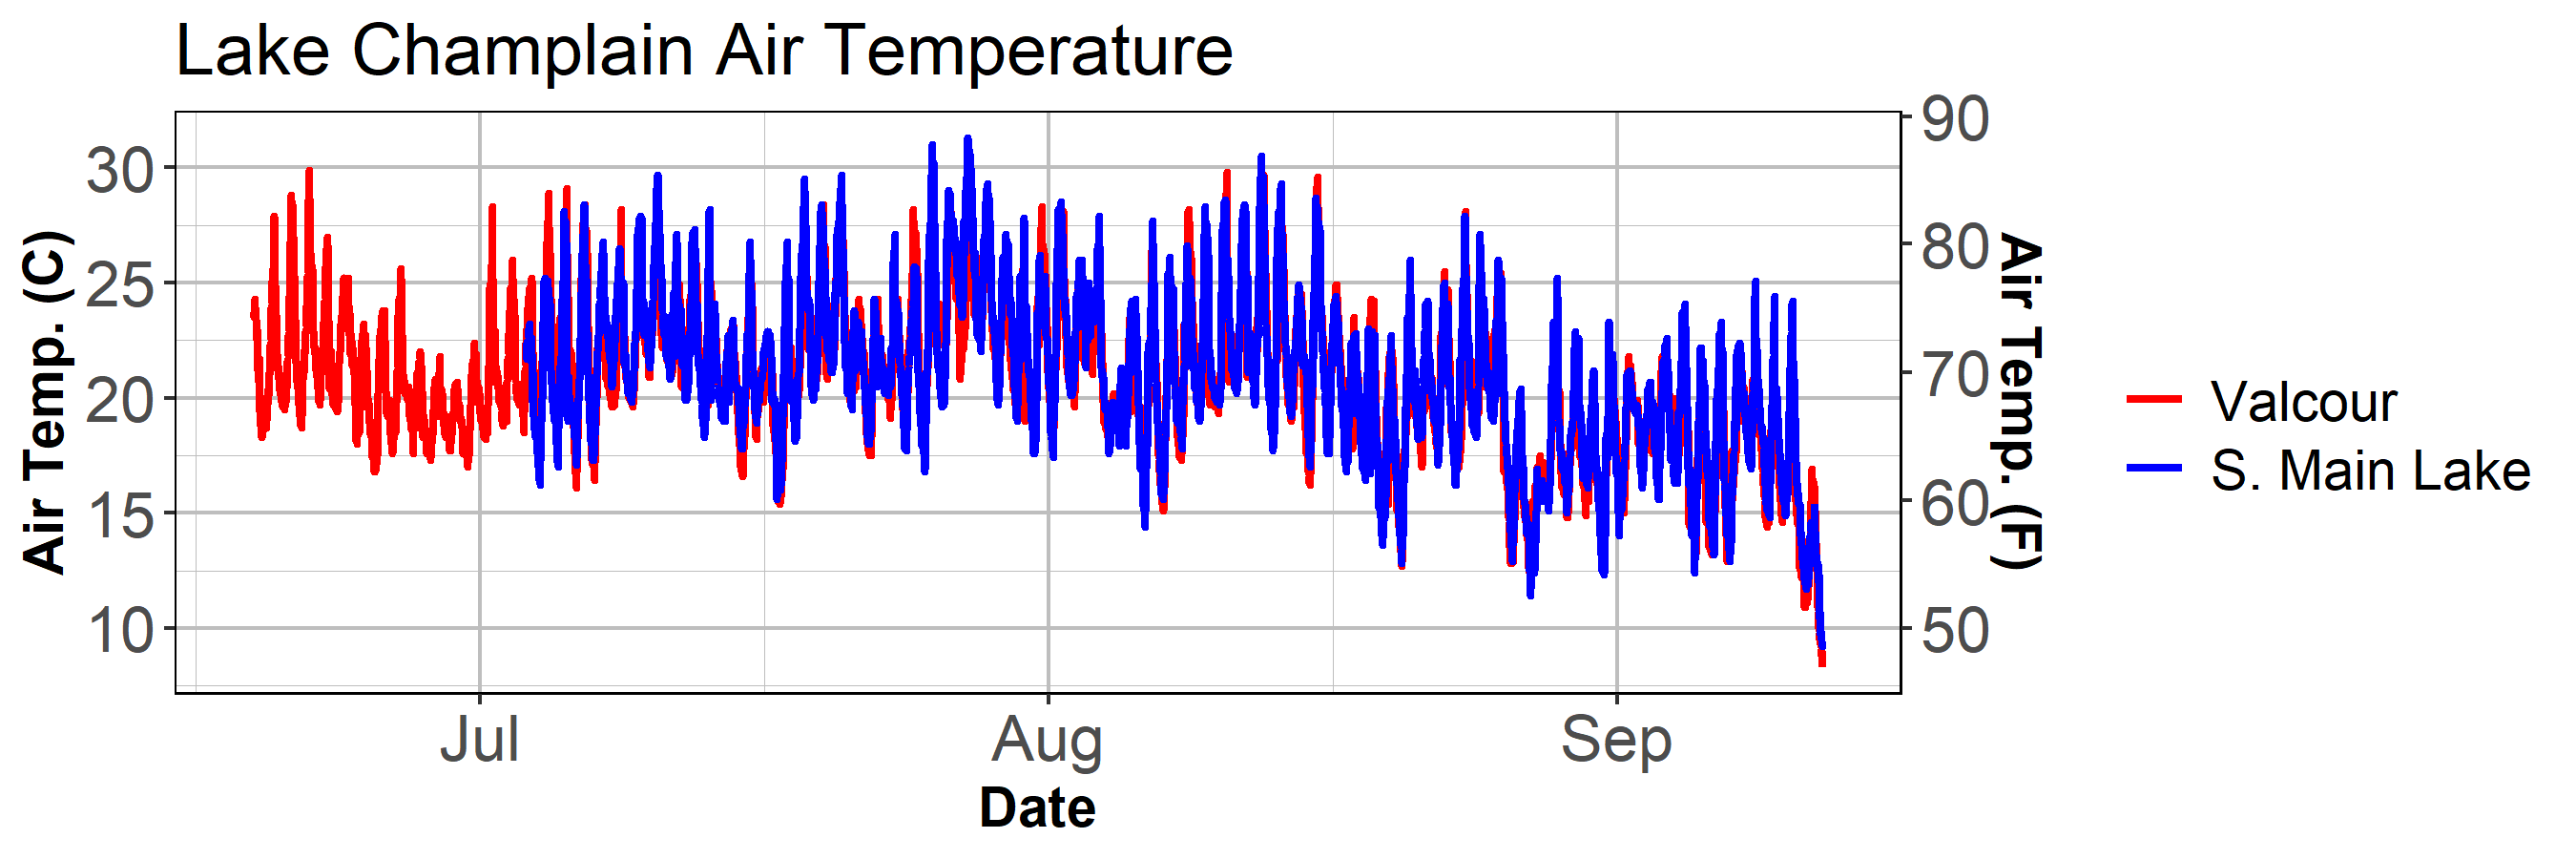 Lake Champlain Air Temperature
Air Temp. (C)
30
25
20
15
10
90
80
70
60
50
Air Temp. (F)
Jul
Aug
Sep
Date
Valcour
S. Main Lake